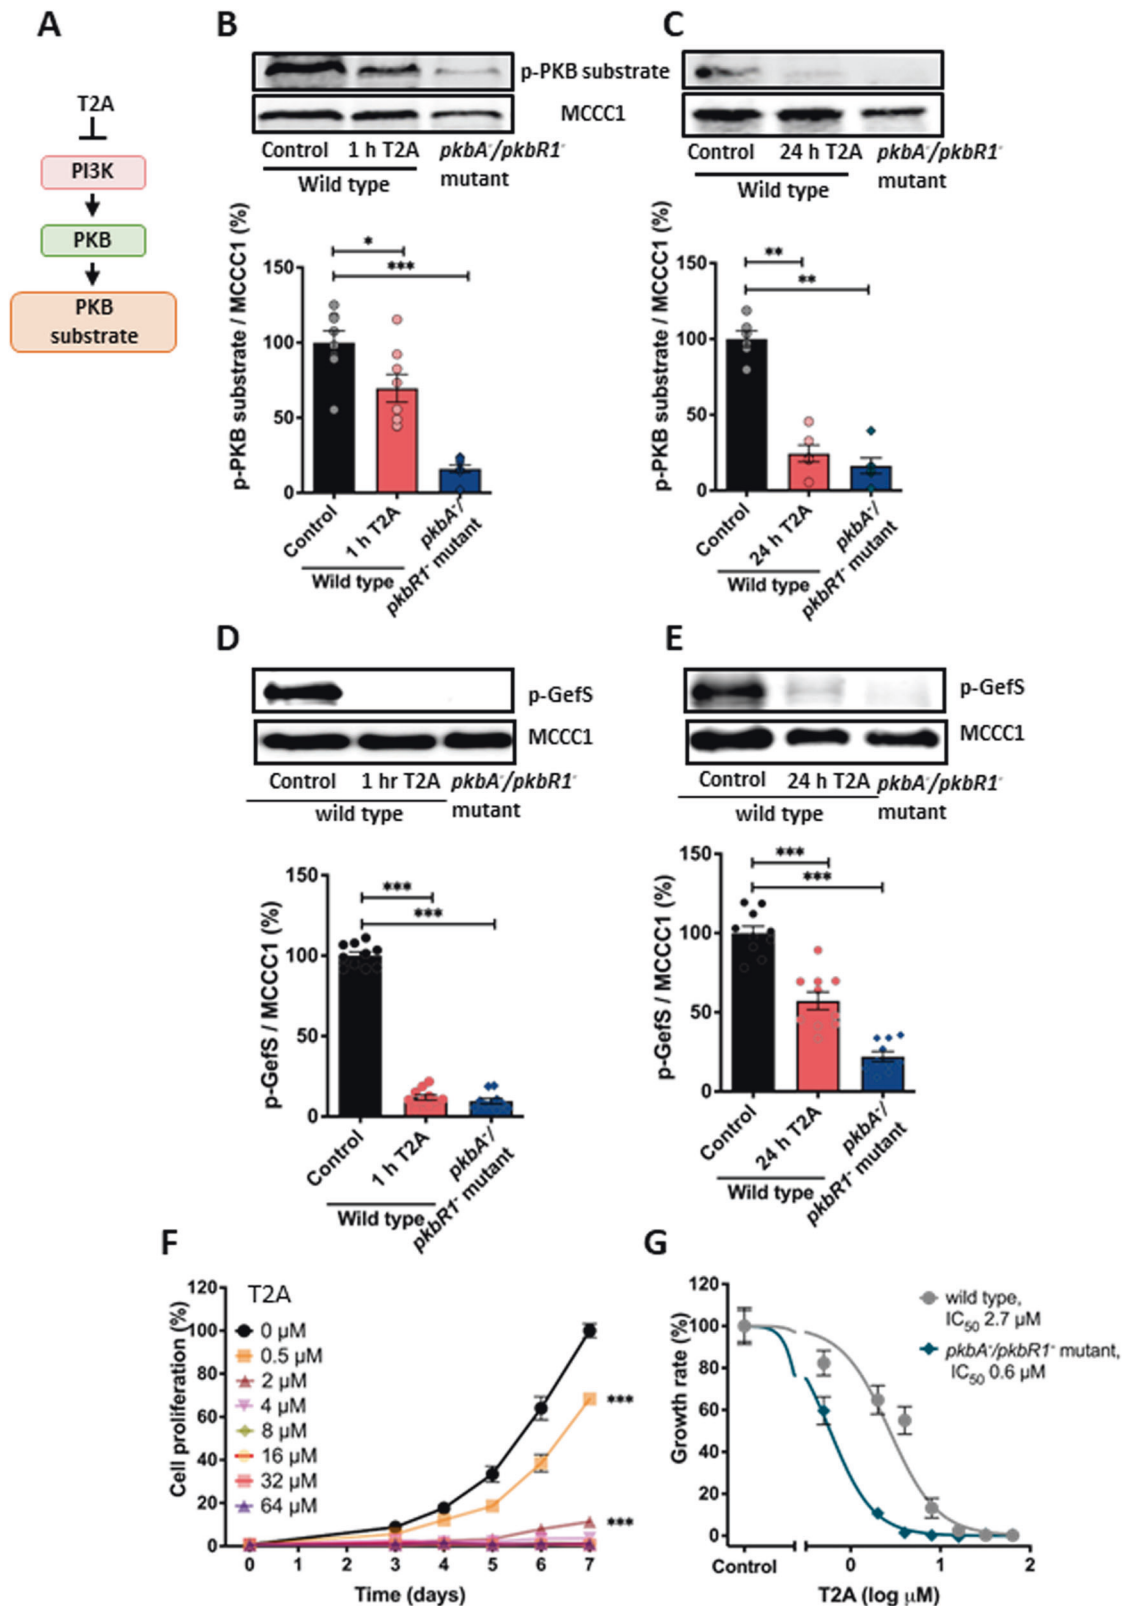 A
T2A
PI3K
PKB
PKB
substrate
B
p-PKB substrate
MCCC1
Control 1 h T2A pkbA-/pkbR1-
Wild type mutant
p-PKB substrate / MCCC1 (%)
150
100
50
0
*
***
Control
1 h T2A
pkbA-/
pkbR1- mutant
Wild type
C
Control 24 h T2A pkbA-/pkbR1-
Wild type mutant
p-PKB substrate / MCCC1 (%)
150
100
50
0
**
**
Control
24 h T2A
pkbA-/
pkbR1- mutant
Wild type
D
p-GefS
MCCC1
Control 1 hr T2A pkbA-/pkbR1-
wild type mutant
p-GefS / MCCC1 (%)
150
100
50
0
***
***
Control
1 h T2A
pkbA-/
pkbR1- mutant
Wild type
E
p-GefS
MCCC1
Control 24 h T2A pkbA-/pkbR1-
wild type mutant
p-GefS / MCCC1 (%)
150
100
50
0
***
***
Control
24 h T2A
pkbA-/
pkbR1- mutant
Wild type
F
Cell proliferation (%)
120
100
80
60
40
20
0
T2A
0 µM
0.5 µM
2 µM
4 µM
8 µM
16 µM
32 µM
64 µM
***
***
0 1 2 3 4 5 6 7
Time (days)
G
Growth rate (%)
120
100
80
60
40
20
0
wild type,
IC50 2.7 µM
pkbA-/pkbR1- mutant,
IC50 0.6 µM
Control 0 1 2
T2A (log µM)